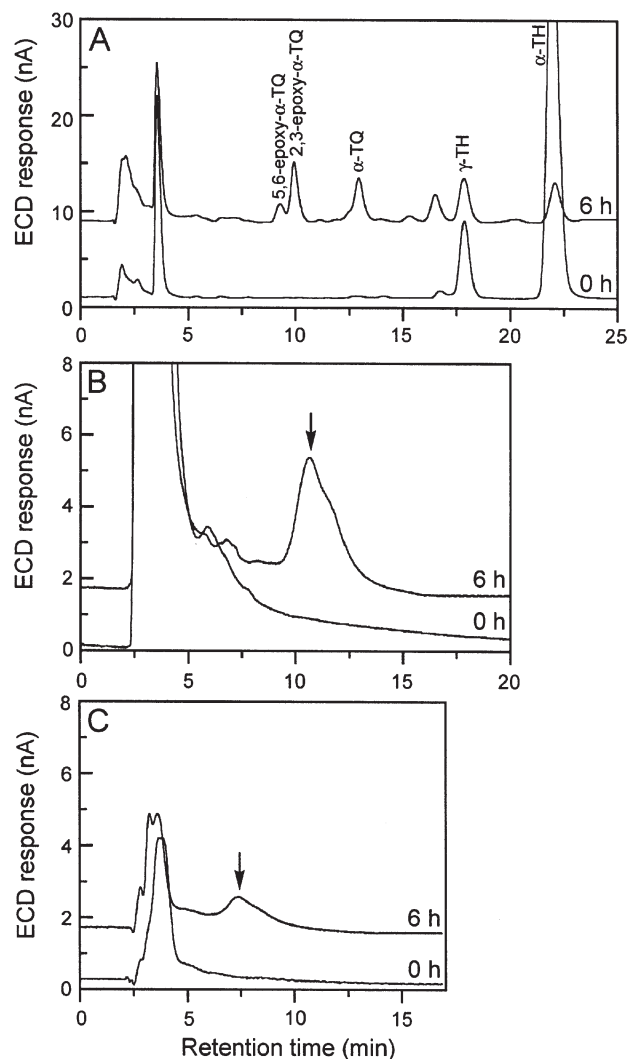 A
ECD response (nA)
30
20
10
0
5,6-epoxy-α-TQ
2,3-epoxy-α-TQ
α-TQ
γ-TH
α-TH
6 h
0 h
0 5 10 15 20 25
B
ECD response (nA)
8
6
4
2
0
6 h
0 h
0 5 10 15 20
C
ECD response (nA)
8
6
4
2
0
6 h
0 h
0 5 10 15
Retention time (min)